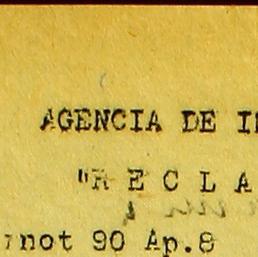 AGENCIA DE I
"R E C L A
not 90 Ap.8